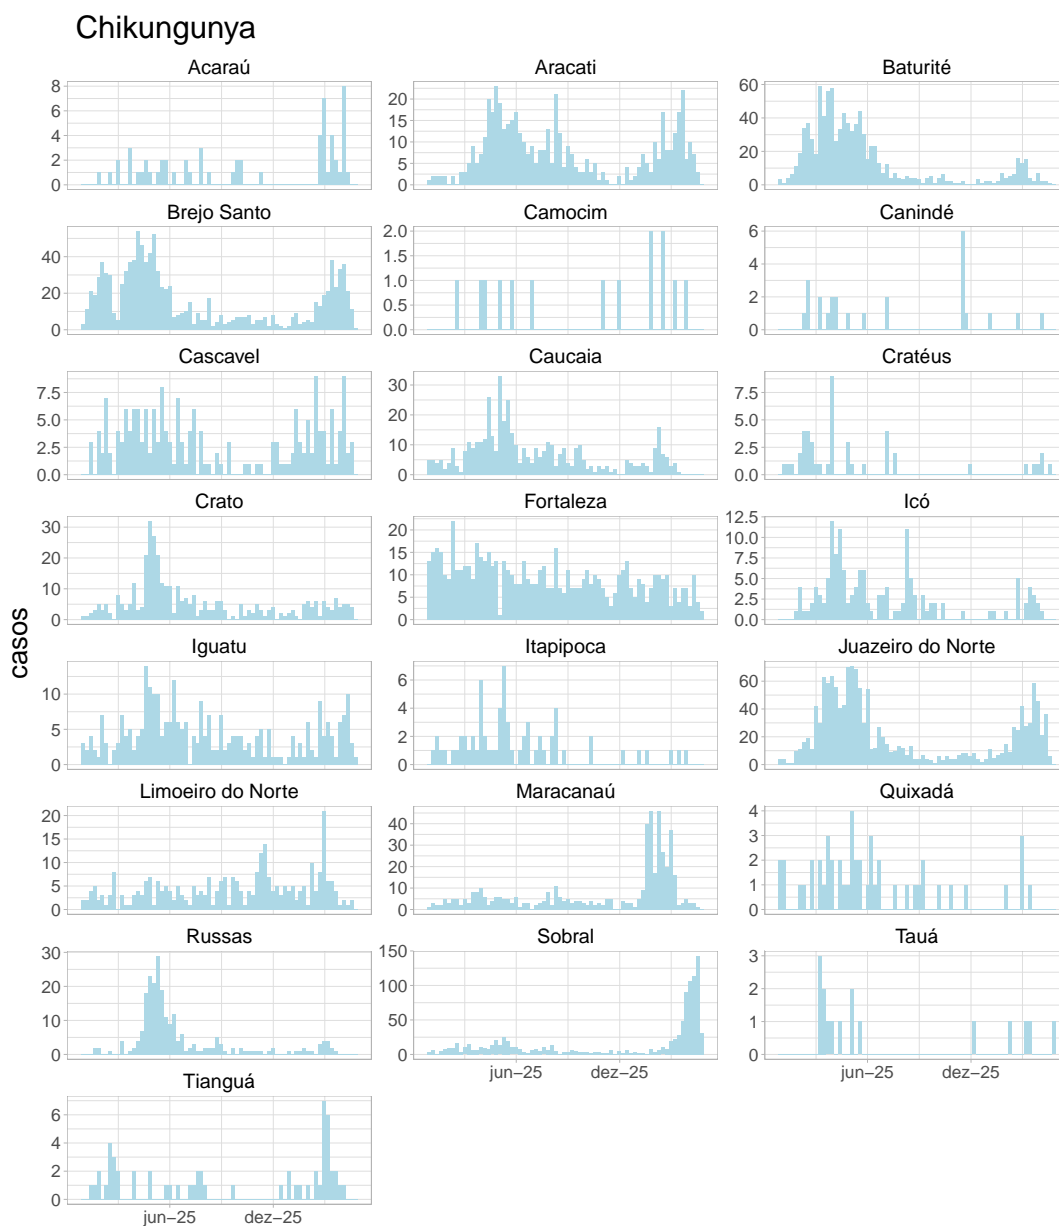 Chikungunya
Acaraú Aracati Baturité
8 6 4 2 0
20 15 10 5 0
60 40 20 0
Brejo Santo Camocim Canindé
40 20 0
2.0 1.5 1.0 0.5 0.0
6 4 2 0
Cascavel Caucaia Cratéus
7.5 5.0 2.5 0.0
30 20 10 0
7.5 5.0 2.5 0.0
Crato Fortaleza Icó
30 20 10 0
20 15 10 5 0
12.5 10.0 7.5 5.0 2.5 0.0
casos
Iguatu Itapipoca Juazeiro do Norte
10 5 0
6 4 2 0
60 40 20 0
Limoeiro do Norte Maracanaú Quixadá
20 15 10 5 0
40 30 20 10 0
4 3 2 1 0
Russas Sobral Tauá
30 20 10 0
150 100 50 0
3 2 1 0
jun−25 dez−25 jun−25 dez−25
Tianguá
6 4 2 0
jun−25 dez−25